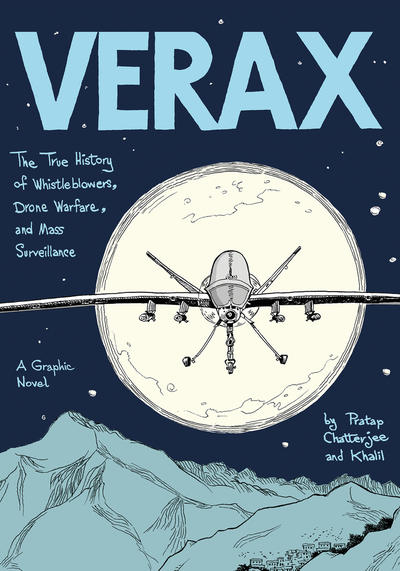 VERAX
The True History
of Whistleblowers,
Drone Warfare,
and Mass
Surveillance
A Graphic
Novel
by Pratap
Chatterjee
and Khalil